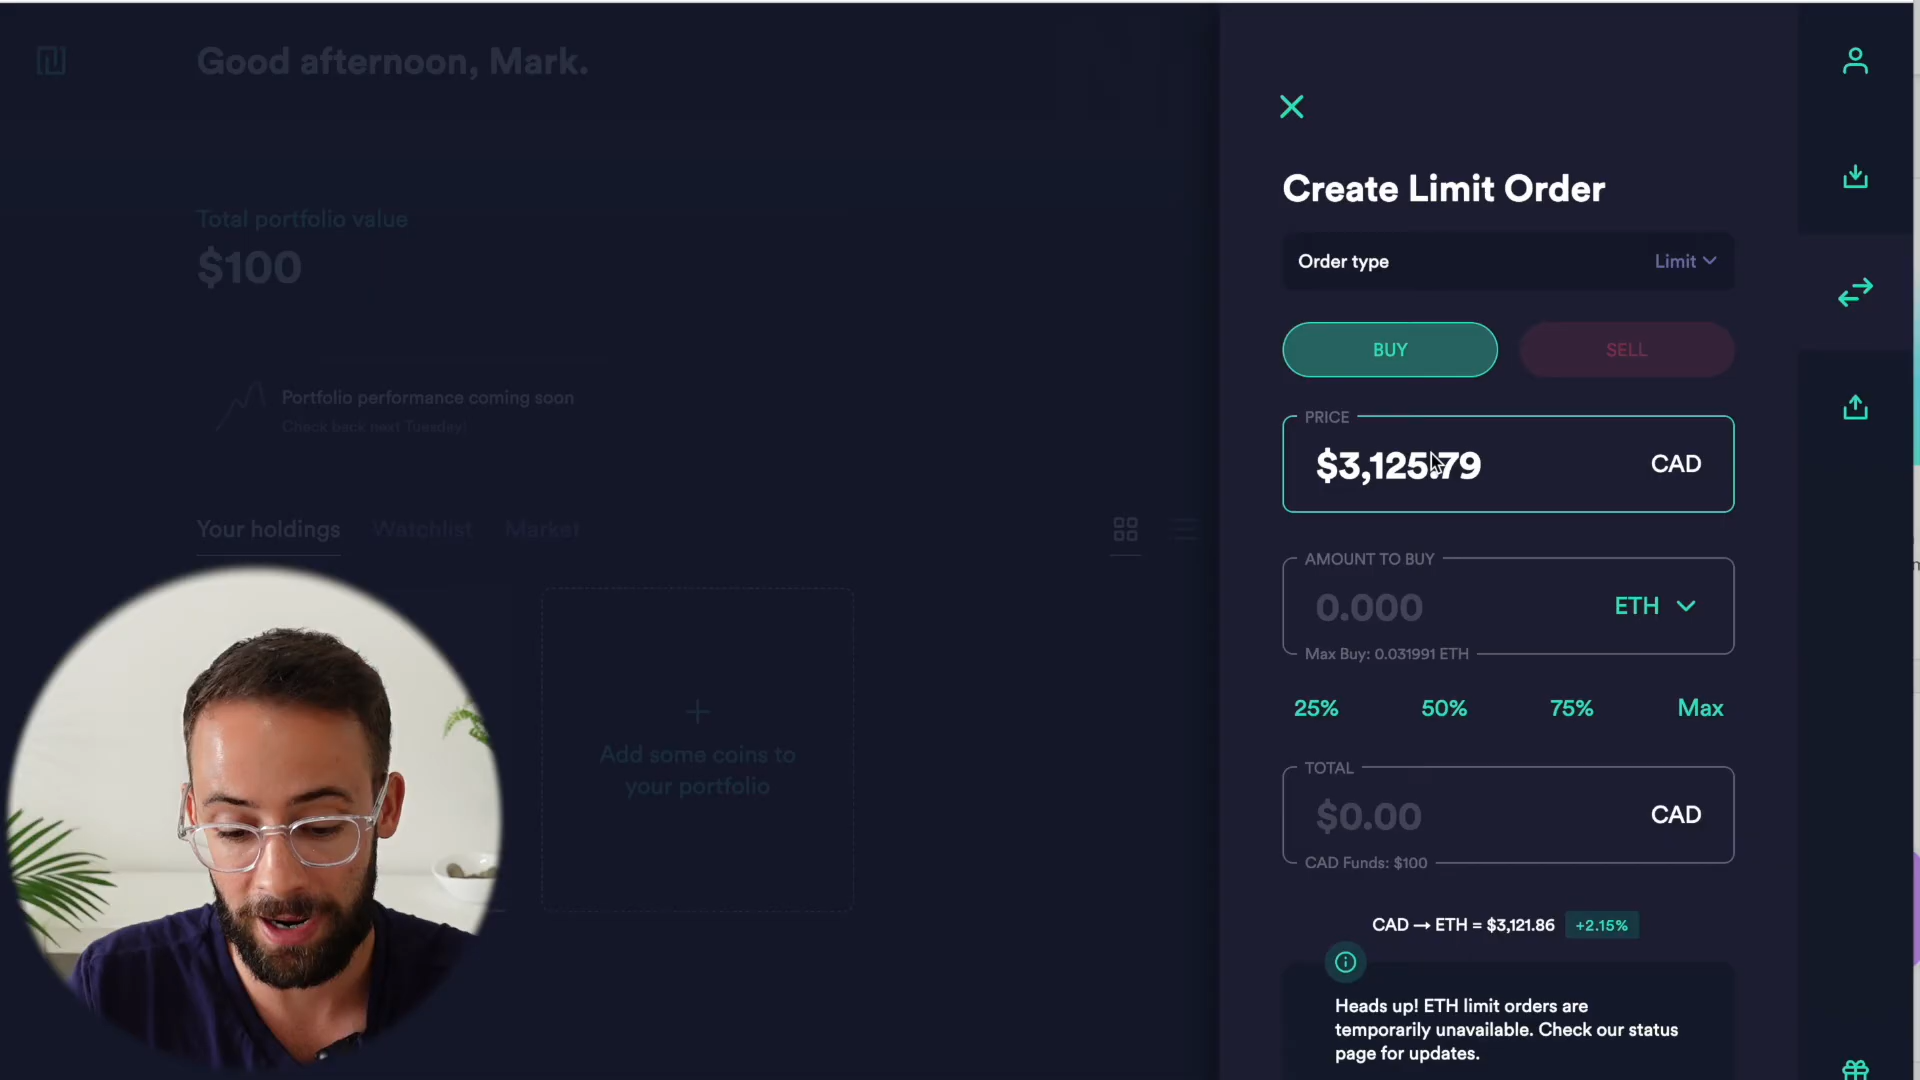 Good afternoon, Mark.
Total portfolio value
$100
Portfolio performance coming soon
Check back next Tuesday!
Your holdings Watchlist Market
Add some coins to
your portfolio
Create Limit Order
Order type Limit
BUY SELL
PRICE
$3,125.79 CAD
AMOUNT TO BUY
0.000 ETH
Max Buy: 0.031991 ETH
25% 50% 75% Max
TOTAL
$0.00 CAD
CAD Funds: $100
CAD → ETH = $3,121.86 +2.15%
Heads up! ETH limit orders are
temporarily unavailable. Check our status
page for updates.